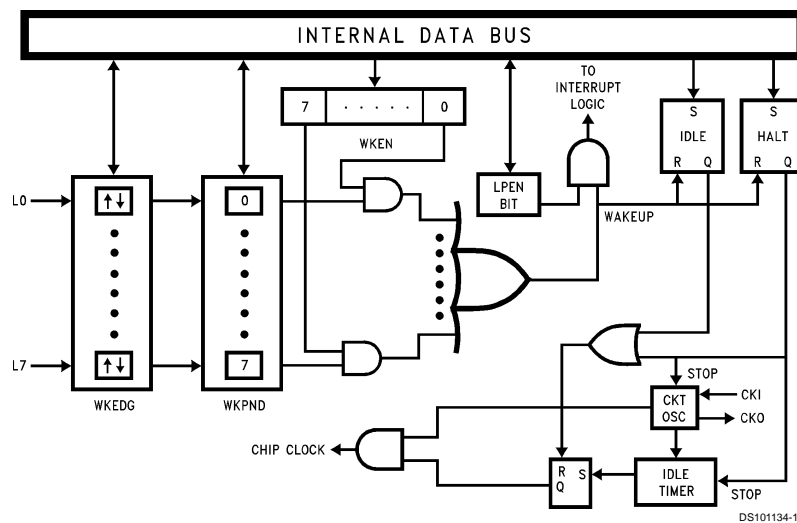 INTERNAL DATA BUS
TO
INTERRUPT
LOGIC
7 · · · · · 0
WKEN
S
IDLE
R Q
S
HALT
R Q
LPEN
BIT
WAKEUP
L0
↑↓
0
L7
↑↓
7
WKEDG
WKPND
STOP
CKT
OSC
CKI
CKO
CHIP CLOCK
R S
Q
IDLE
TIMER
STOP
DS101134-1